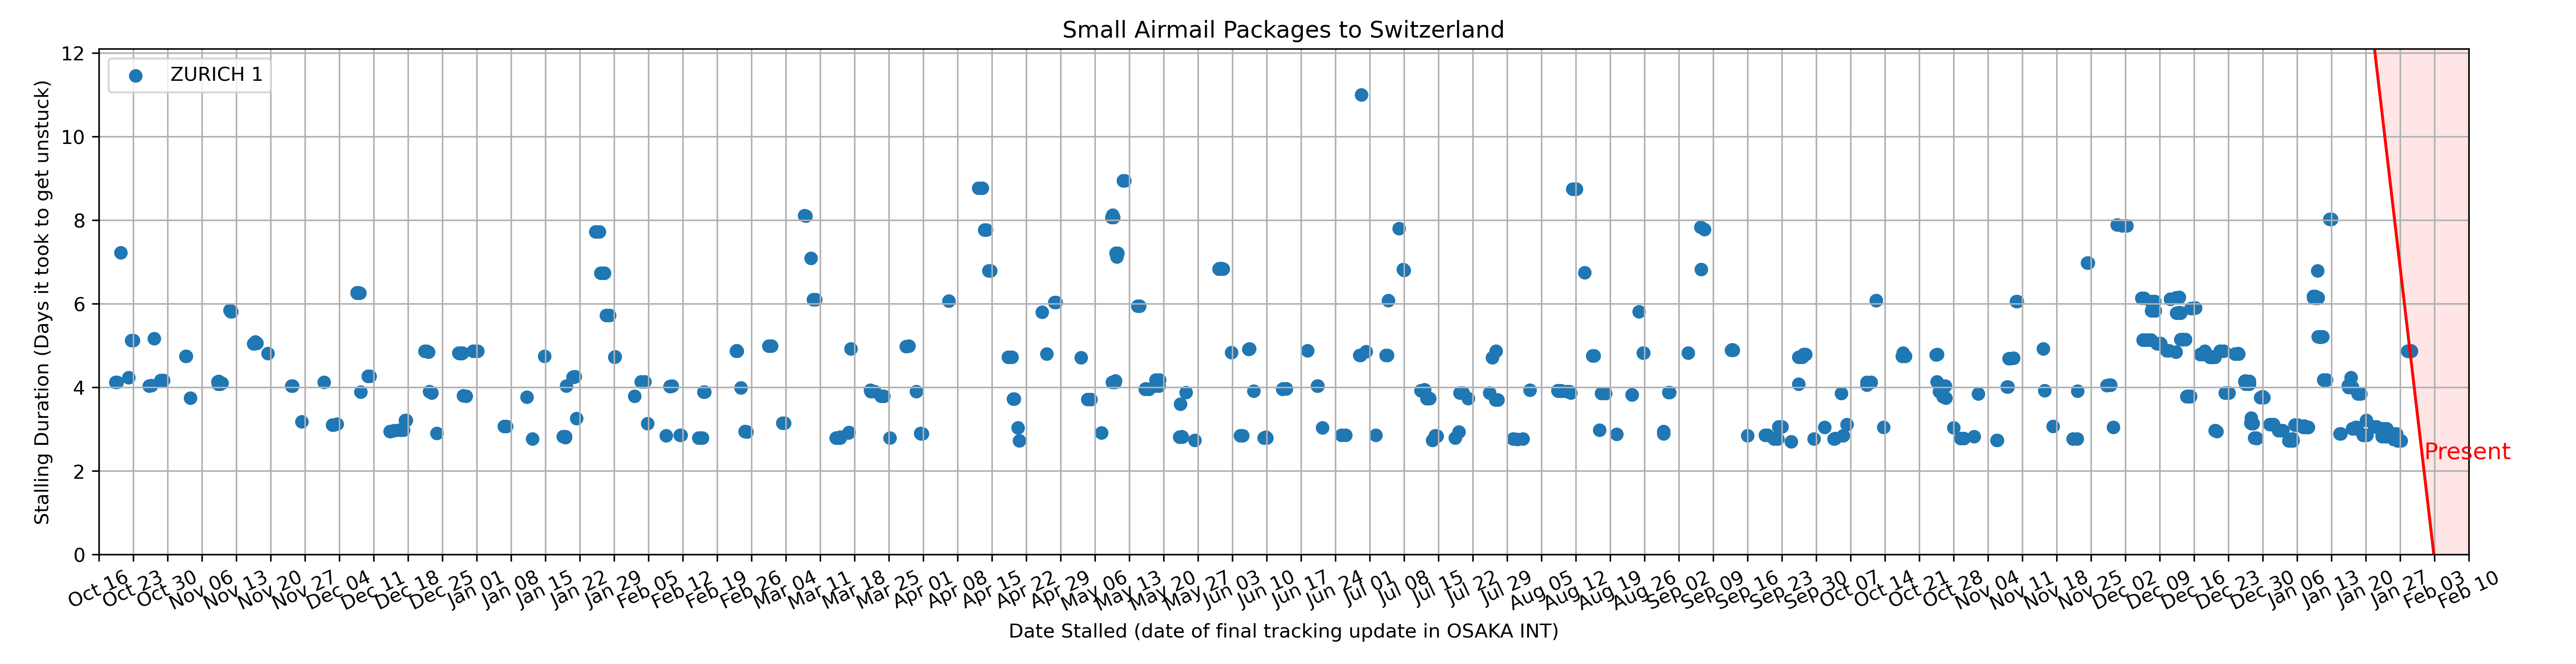 Small Airmail Packages to Switzerland
Stalling Duration (Days it took to get unstuck)
12
10
8
6
4
2
0
ZURICH 1
Present
Oct 16
Oct 23
Oct 30
Nov 06
Nov 13
Nov 20
Nov 27
Dec 04
Dec 11
Dec 18
Dec 25
Jan 01
Jan 08
Jan 15
Jan 22
Jan 29
Feb 05
Feb 12
Feb 19
Feb 26
Mar 04
Mar 11
Mar 18
Mar 25
Apr 01
Apr 08
Apr 15
Apr 22
Apr 29
May 06
May 13
May 20
May 27
Jun 03
Jun 10
Jun 17
Jun 24
Jul 01
Jul 08
Jul 15
Jul 22
Jul 29
Aug 05
Aug 12
Aug 19
Aug 26
Sep 02
Sep 09
Sep 16
Sep 23
Sep 30
Oct 07
Oct 14
Oct 21
Oct 28
Nov 04
Nov 11
Nov 18
Nov 25
Dec 02
Dec 09
Dec 16
Dec 23
Dec 30
Jan 06
Jan 13
Jan 20
Jan 27
Feb 03
Feb 10
Date Stalled (date of final tracking update in OSAKA INT)